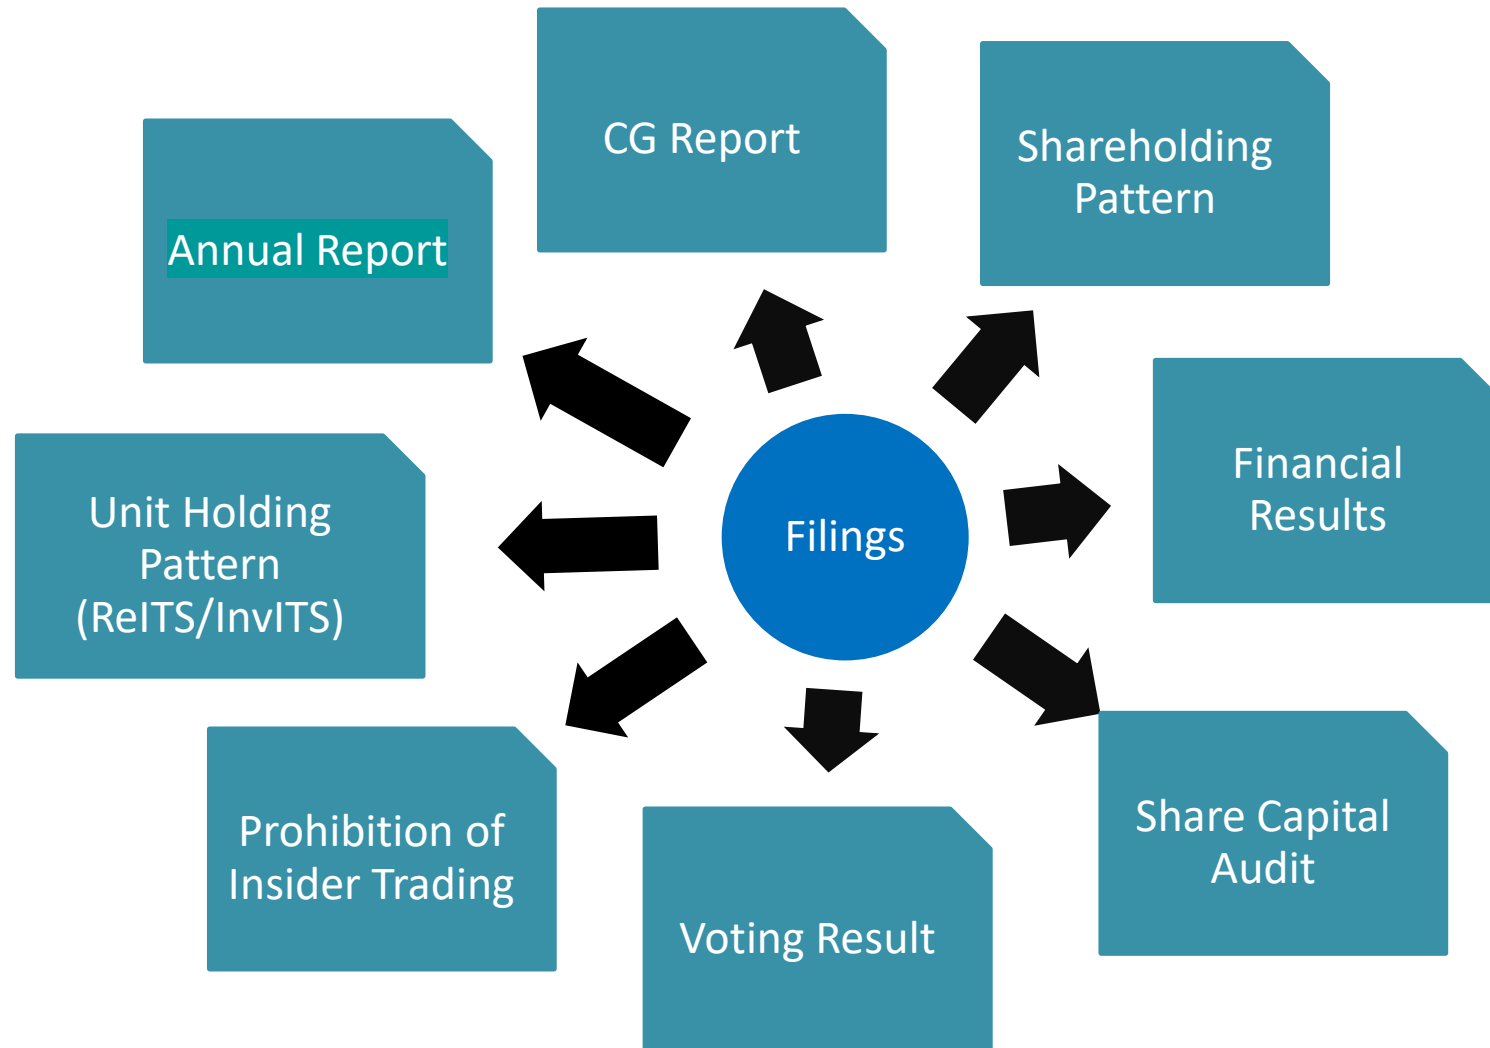 CG Report
Shareholding
Pattern
Annual Report
Financial
Results
Unit Holding
Pattern
(ReITS/InvITS)
Filings
Share Capital
Audit
Prohibition of
Insider Trading
Voting Result